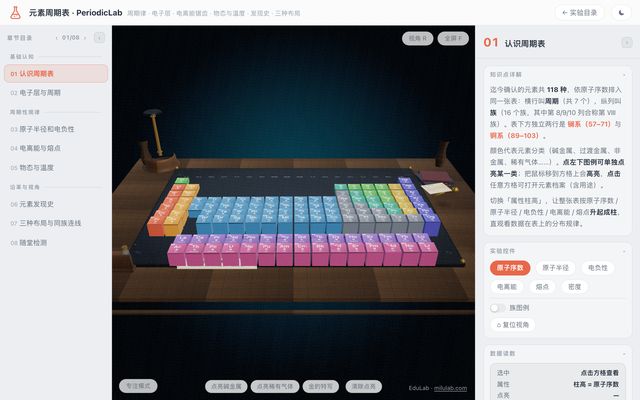 元素周期表 · PeriodicLab
周期律 · 电子层 · 电离能锯齿 · 物态与温度 · 发现史 · 三种布局
← 实验目录
章节目录
‹ 01/08 ›
基础认知
01 认识周期表
02 电子层与周期
周期性规律
03 原子半径和电负性
04 电离能与熔点
05 物态与温度
沿革与视角
06 元素发现史
07 三种布局与同族连线
08 随堂检测
视角 R
全屏 F
专注模式
点亮碱金属
点亮稀有气体
金的特写
清除点亮
EduLab · milulab.com
01 认识周期表
知识点详解
迄今确认的元素共 118 种，依原子序数排入
同一张表：横行叫周期（共 7 个），纵列叫
族（16 个族，其中第 8/9/10 列合称第 VIII
族）。表下方独立两行是 镧系（57–71）与
锕系（89–103）。
颜色代表元素分类（碱金属、过渡金属、非
金属、稀有气体……）。点左下图例可单独点
亮某一类；把鼠标移到方格上会高亮，点击
任意方格可打开元素档案（含用途）。
切换「属性柱高」，让整张表按原子序数 /
原子半径 / 电负性 / 电离能 / 熔点升起成柱，
直观看数据在表上的分布规律。
实验控件
原子序数
原子半径
电负性
电离能
熔点
密度
族图例
⌂ 复位视角
数据读数
选中
点击方格查看
属性
柱高 = 原子序数
点亮
—